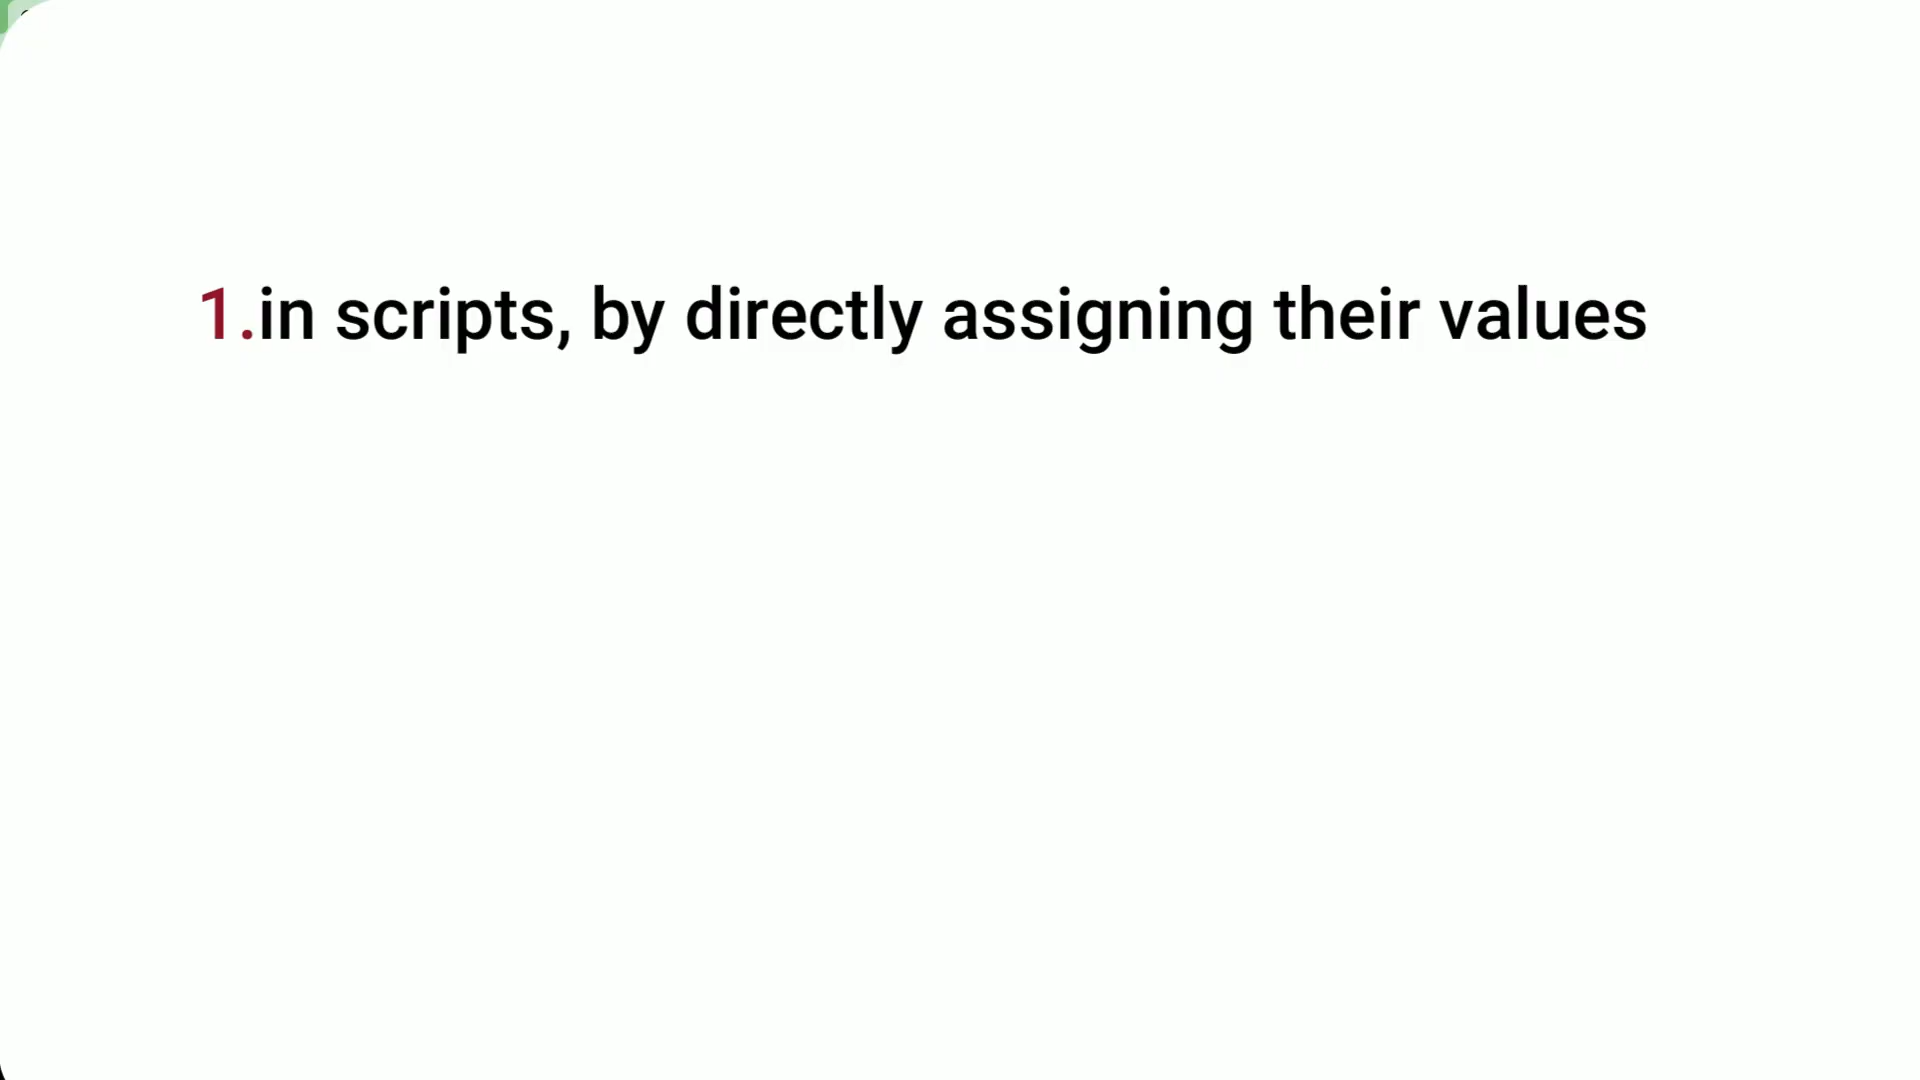 1.in scripts, by directly assigning their values